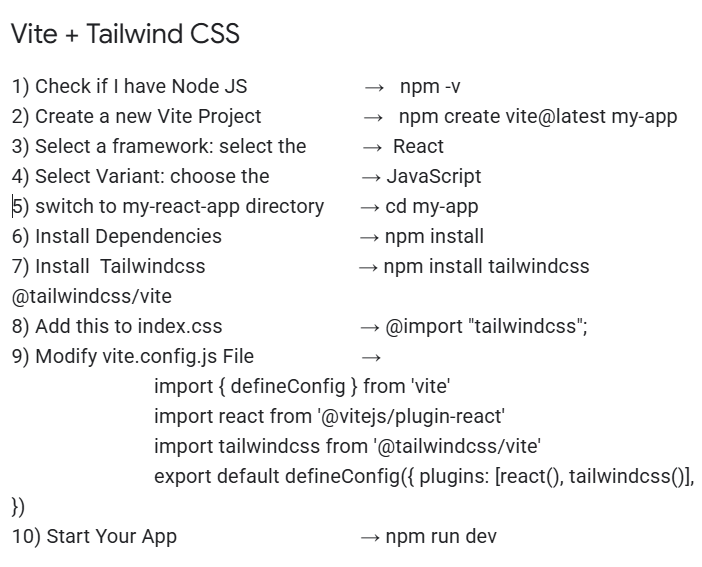 Vite + Tailwind CSS
1) Check if I have Node JS → npm -v
2) Create a new Vite Project → npm create vite@latest my-app
3) Select a framework: select the → React
4) Select Variant: choose the → JavaScript
5) switch to my-react-app directory → cd my-app
6) Install Dependencies → npm install
7) Install  Tailwindcss → npm install tailwindcss
@tailwindcss/vite
8) Add this to index.css → @import "tailwindcss";
9) Modify vite.config.js File →
import { defineConfig } from 'vite'
import react from '@vitejs/plugin-react'
import tailwindcss from '@tailwindcss/vite'
export default defineConfig({ plugins: [react(), tailwindcss()],
})
10) Start Your App → npm run dev